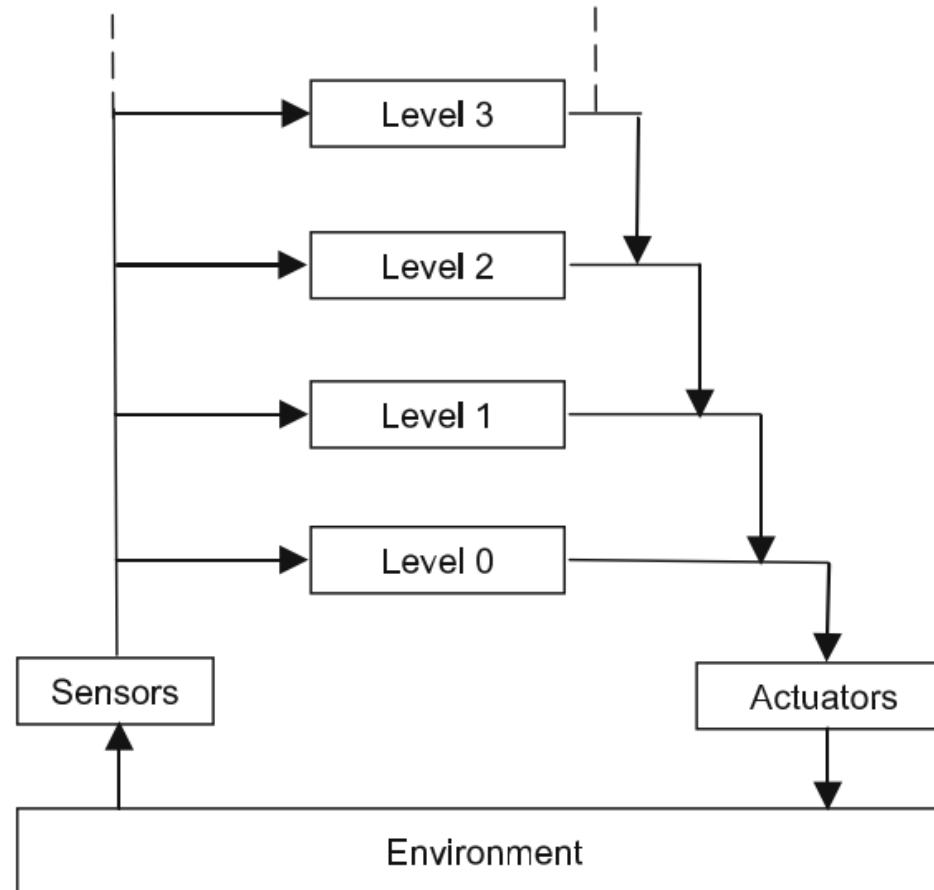 Level 3
Level 2
Level 1
Level 0
Sensors
Actuators
Environment